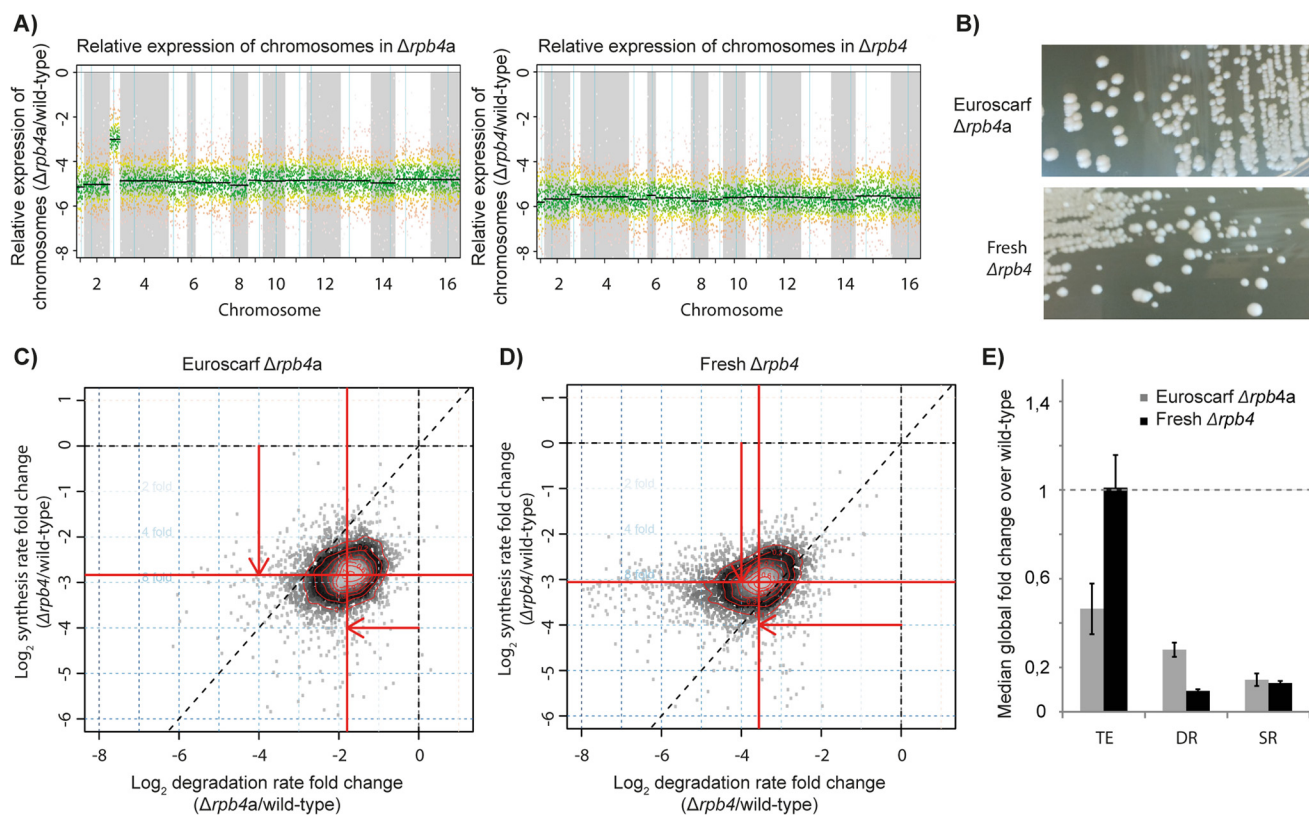 A)
Relative expression of chromosomes in Δrpb4a
Relative expression of
chromosomes (Δrpb4a/wild-type)
0
-2
-4
-6
-8
2 4 6 8 10 12 14 16
Chromosome
Relative expression of chromosomes in Δrpb4
Relative expression of
chromosomes (Δrpb4/wild-type)
0
2
4
6
8
2 4 6 8 10 12 14 16
Chromosome
B)
Euroscarf
Δrpb4a
Fresh
Δrpb4
C)
Euroscarf Δrpb4a
Log2 synthesis rate fold change
(Δrpb4/wild-type)
1
0
-1
-2
-3
-4
-5
-6
2 fold
4 fold
8 fold
-8 -6 -4 -2 0
Log2 degradation rate fold change
(Δrpb4a/wild-type)
D)
Fresh Δrpb4
Log2 synthesis rate fold change
(Δrpb4/wild-type)
1
0
-1
-2
-3
-4
-5
-6
2 fold
4 fold
-8 -6 -4 -2 0
Log2 degradation rate fold change
(Δrpb4/wild-type)
E)
Median global fold change over wild-type
1,4
1
0,6
0,2
0
Euroscarf Δrpb4a
Fresh Δrpb4
TE DR SR